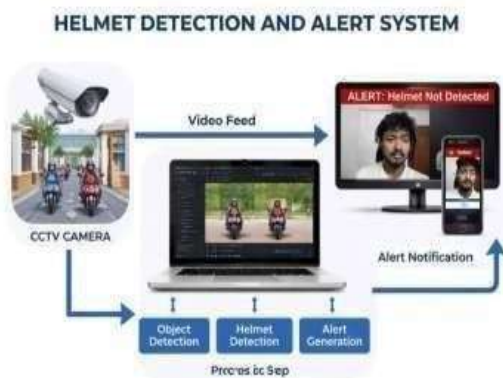 HELMET DETECTION AND ALERT SYSTEM
ALERT: Helmet Not Detected
Video Feed
CCTV CAMERA
Alert Notification
Object
Detection
Helmet
Detection
Alert
Generation